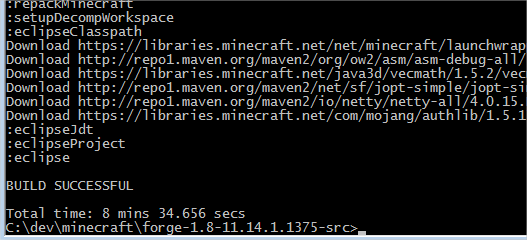 :repackMinecraft
:setupDecompWorkspace
:eclipseClasspath
Download https://libraries.minecraft.net/net/minecraft/launchwrap
Download http://repo1.maven.org/maven2/org/ow2/asm/asm-debug-all/
Download https://libraries.minecraft.net/java3d/vecmath/1.5.2/vec
Download http://repo1.maven.org/maven2/net/sf/jopt-simple/jopt-si
Download http://repo1.maven.org/maven2/io/netty/netty-all/4.0.15.
Download https://libraries.minecraft.net/com/mojang/authlib/1.5.1
:eclipseJdt
:eclipseProject
:eclipse
BUILD SUCCESSFUL
Total time: 8 mins 34.656 secs
C:\dev\minecraft\forge-1.8-11.14.1.1375-src>